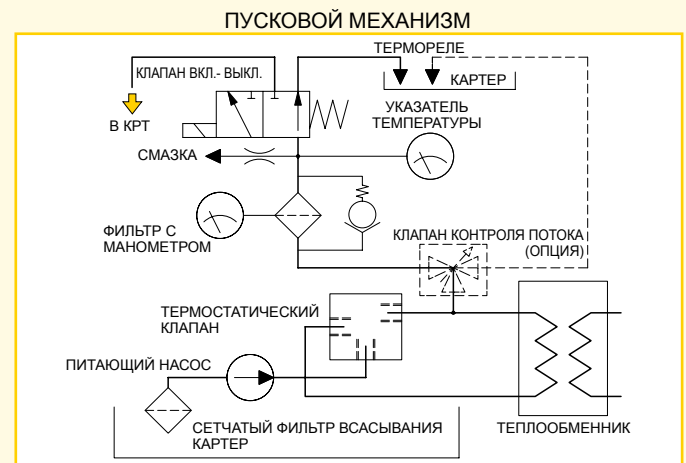 ПУСКОВОЙ МЕХАНИЗМ
ТЕРМОРЕЛЕ
КЛАПАН ВКЛ.- ВЫКЛ.
КАРТЕР
В КРТ
УКАЗАТЕЛЬ
ТЕМПЕРАТУРЫ
СМАЗКА
ФИЛЬТР С
МАНОМЕТРОМ
КЛАПАН КОНТРОЛЯ ПОТОКА
(ОПЦИЯ)
ТЕРМОСТАТИЧЕСКИЙ
КЛАПАН
ПИТАЮЩИЙ НАСОС
СЕТЧАТЫЙ ФИЛЬТР ВСАСЫВАНИЯ
КАРТЕР
ТЕПЛООБМЕННИК